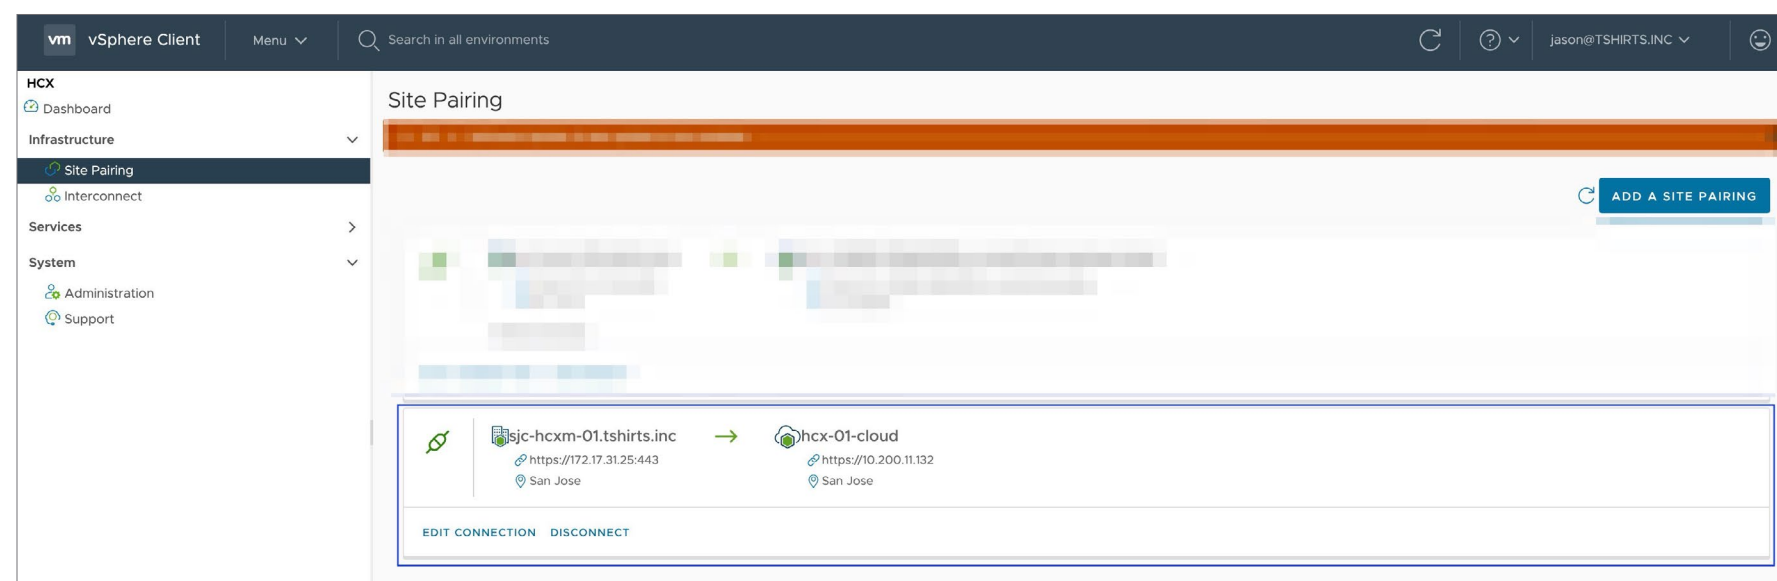 vm vSphere Client Menu Search in all environments jason@TSHIRTS.INC
HCX
Dashboard
Infrastructure
Site Pairing
Interconnect
Services
System
Administration
Support
Site Pairing
ADD A SITE PAIRING
sjc-hcxm-01.tshirts.inc hcx-01-cloud
https://172.17.31.25:443 https://10.200.11.132
San Jose San Jose
EDIT CONNECTION DISCONNECT